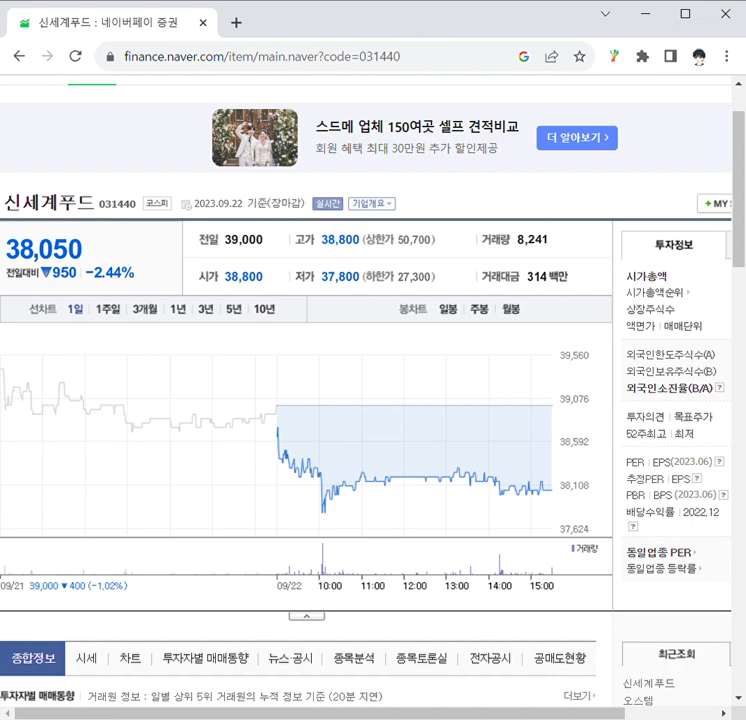 신세계푸드 : 네이버페이 증권
finance.naver.com/item/main.naver?code=031440
스드메 업체 150여곳 셀프 견적비교
회원 혜택 최대 30만원 추가 할인제공
더 알아보기 >
신세계푸드 031440 코스피 2023.09.22 기준(장마감) 실시간 기업개요
+ MY
38,050
전일대비 ▼950 -2.44%
전일 39,000 고가 38,800 (상한가 50,700) 거래량 8,241
시가 38,800 저가 37,800 (하한가 27,300) 거래대금 314 백만
선차트 1일 1주일 3개월 1년 3년 5년 10년 봉차트 일봉 주봉 월봉
39,560
39,076
38,592
38,108
37,624
거래량
09/21 39,000 ▼ 400 (-1,02%) 09/22 10:00 11:00 12:00 13:00 14:00 15:00
투자정보
시가총액
시가총액순위
상장주식수
액면가 매매단위
외국인한도주식수(A)
외국인보유주식수(B)
외국인소진율(B/A) ?
투자의견 목표주가
52주최고 최저
PER EPS(2023.06) ?
추정PER EPS ?
PBR BPS (2023.06) ?
배당수익률 2022,12
?
동일업종 PER
동일업종 등락률
종합정보 시세 차트 투자자별 매매동향 뉴스·공시 종목분석 종목토론실 전자공시 공매도현황
투자자별 매매동향 거래원 정보 : 일별 상위 5위 거래원의 누적 정보 기준 (20분 지연) 더보기
최근조회
신세계푸드
오스템